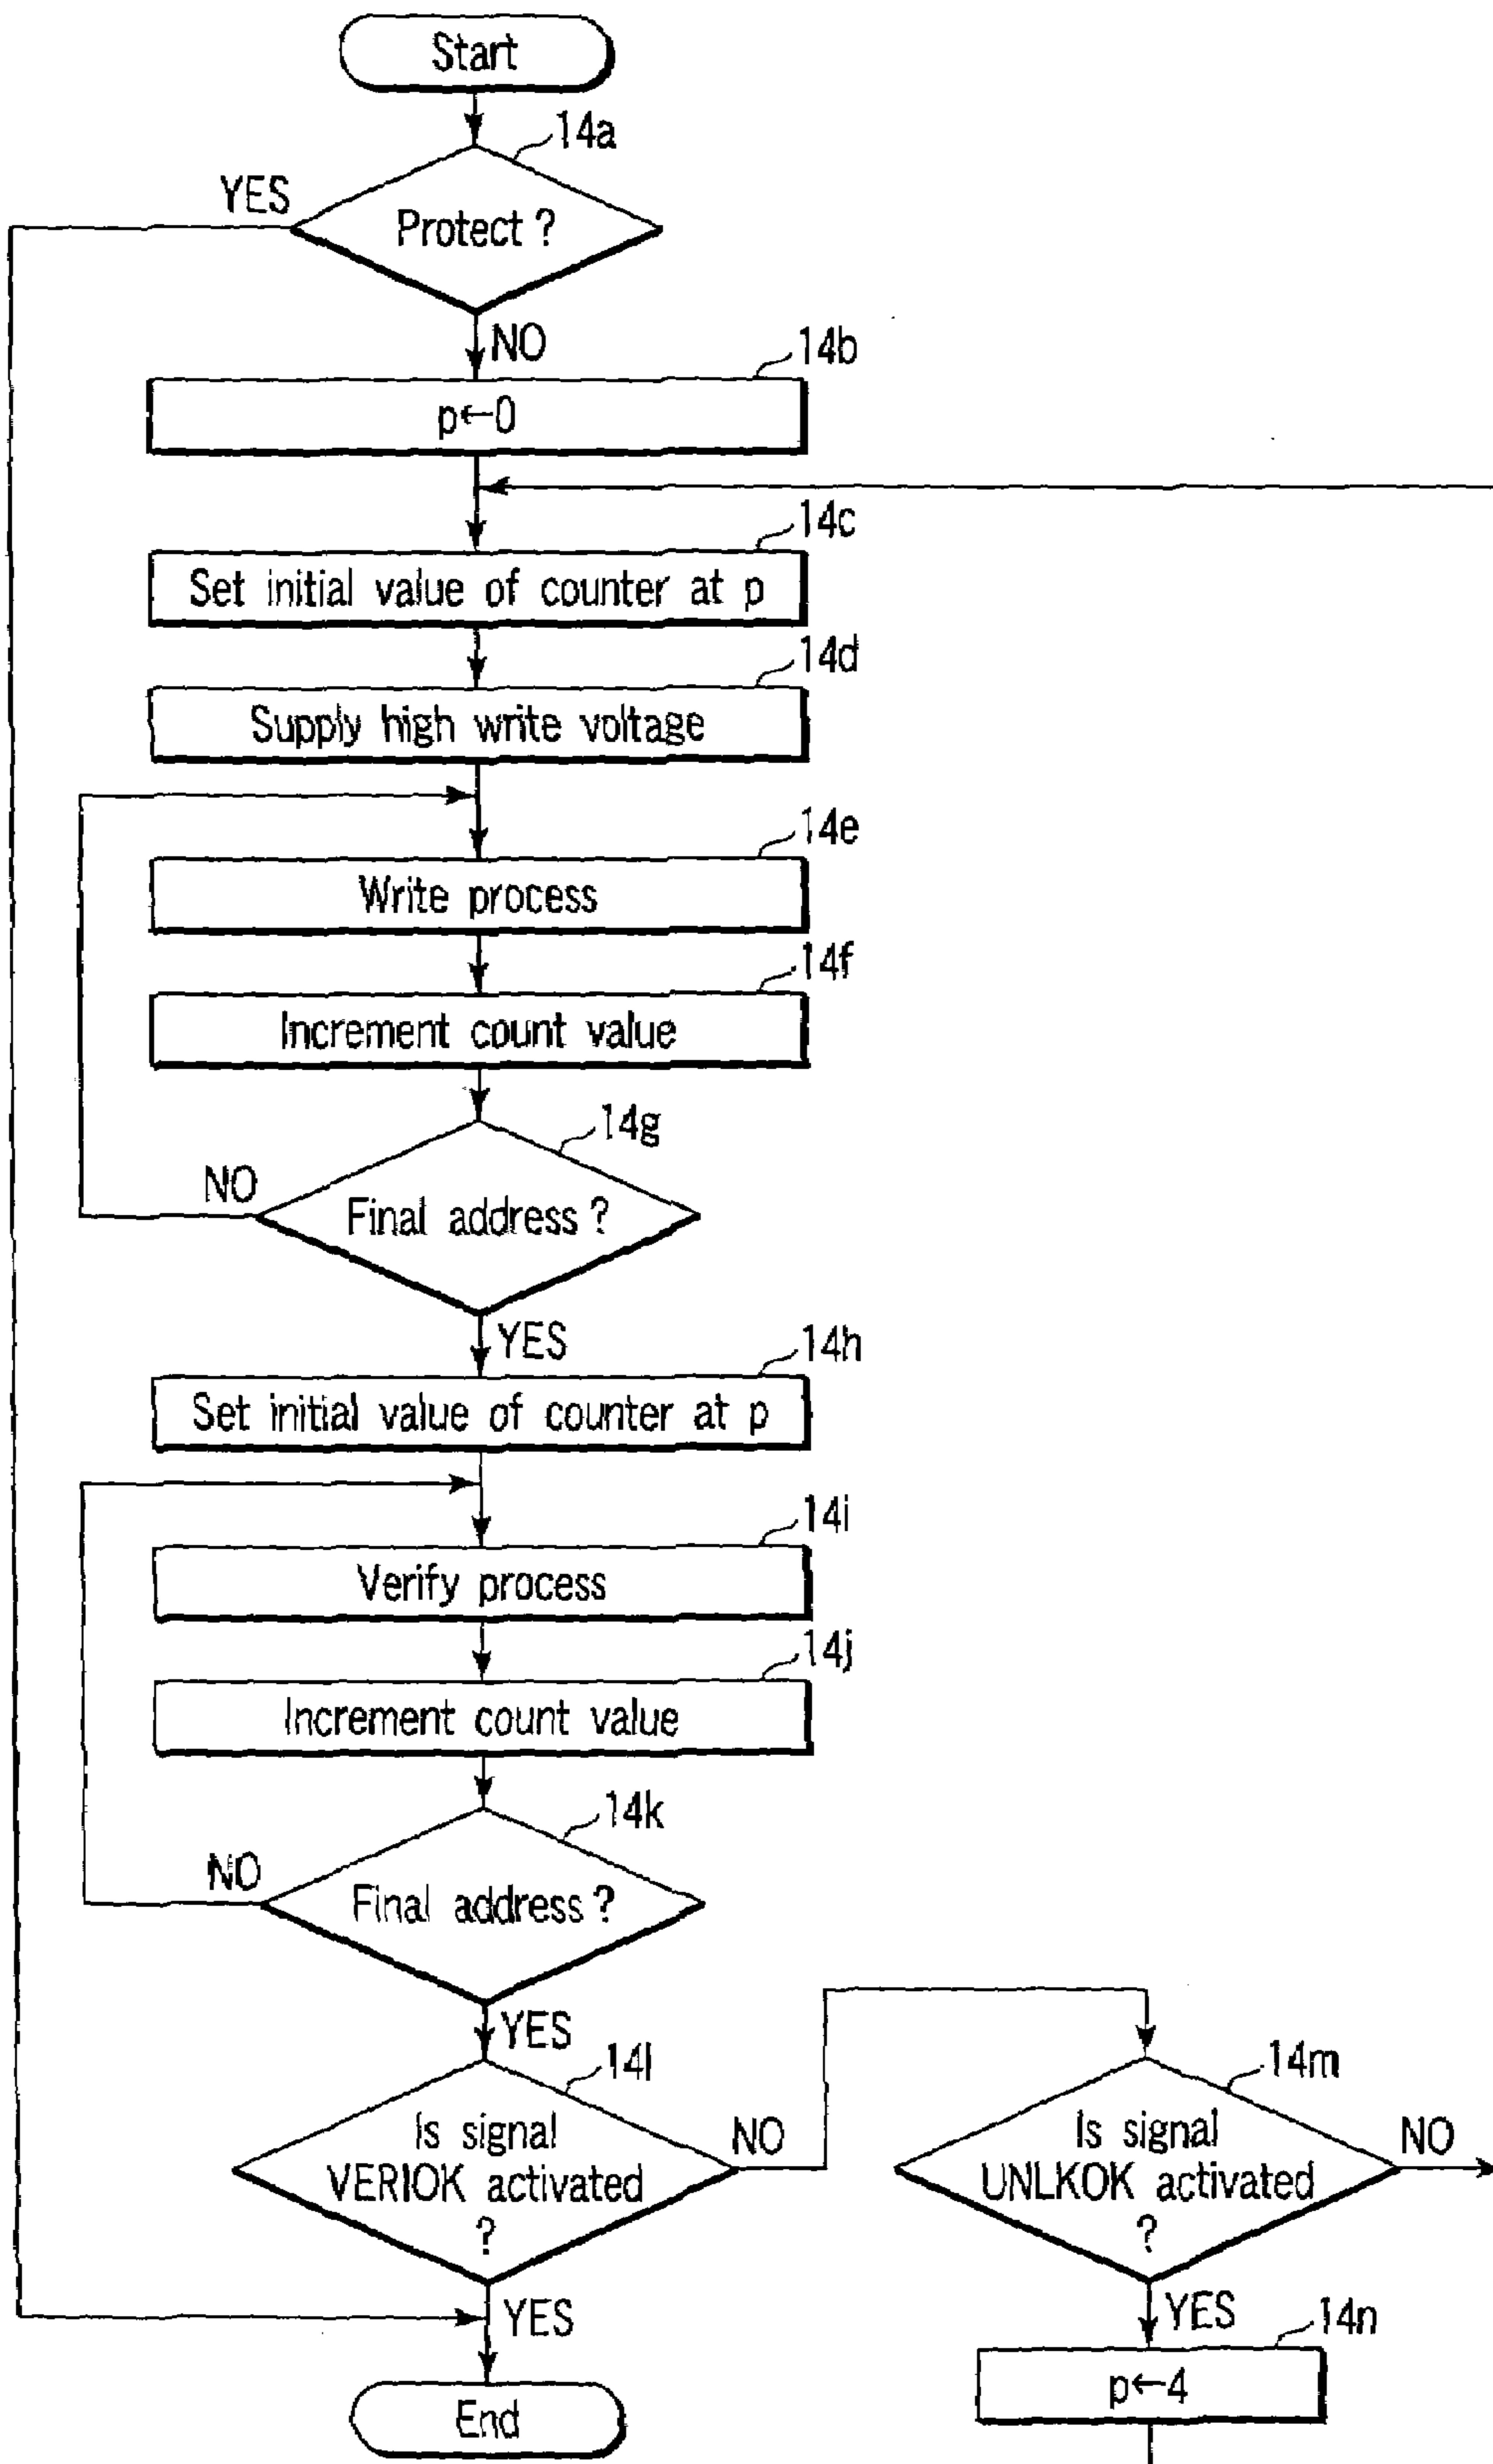 Start
14a
YES
Protect ?
NO
14b
p←0
14c
Set initial value of counter at p
14d
Supply high write voltage
14e
Write process
14f
Increment count value
14g
NO
Final address ?
YES
14h
Set initial value of counter at p
14i
Verify process
14j
Increment count value
14k
NO
Final address ?
YES
14l
Is signal
VERIOK activated
?
NO
14m
Is signal
UNLKOK activated
?
NO
YES
YES
14n
p←4
End